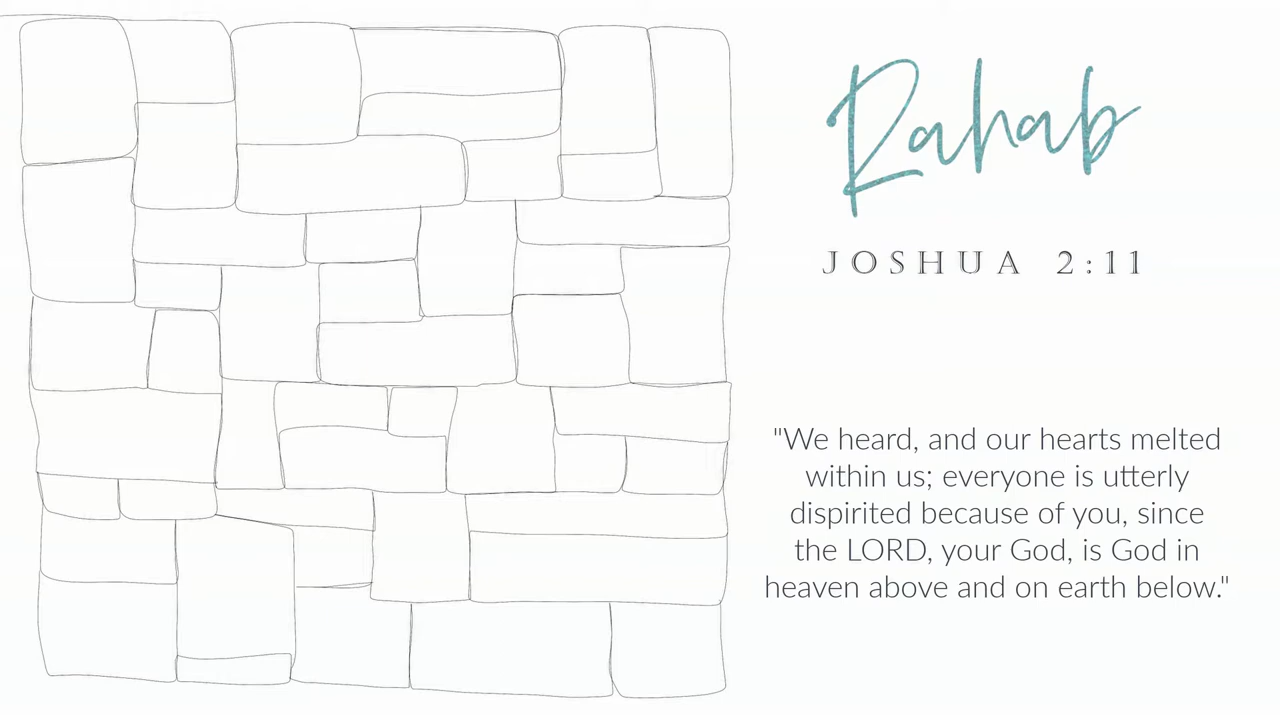 Rahab
JOSHUA 2:11
"We heard, and our hearts melted
within us; everyone is utterly
dispirited because of you, since
the LORD, your God, is God in
heaven above and on earth below."